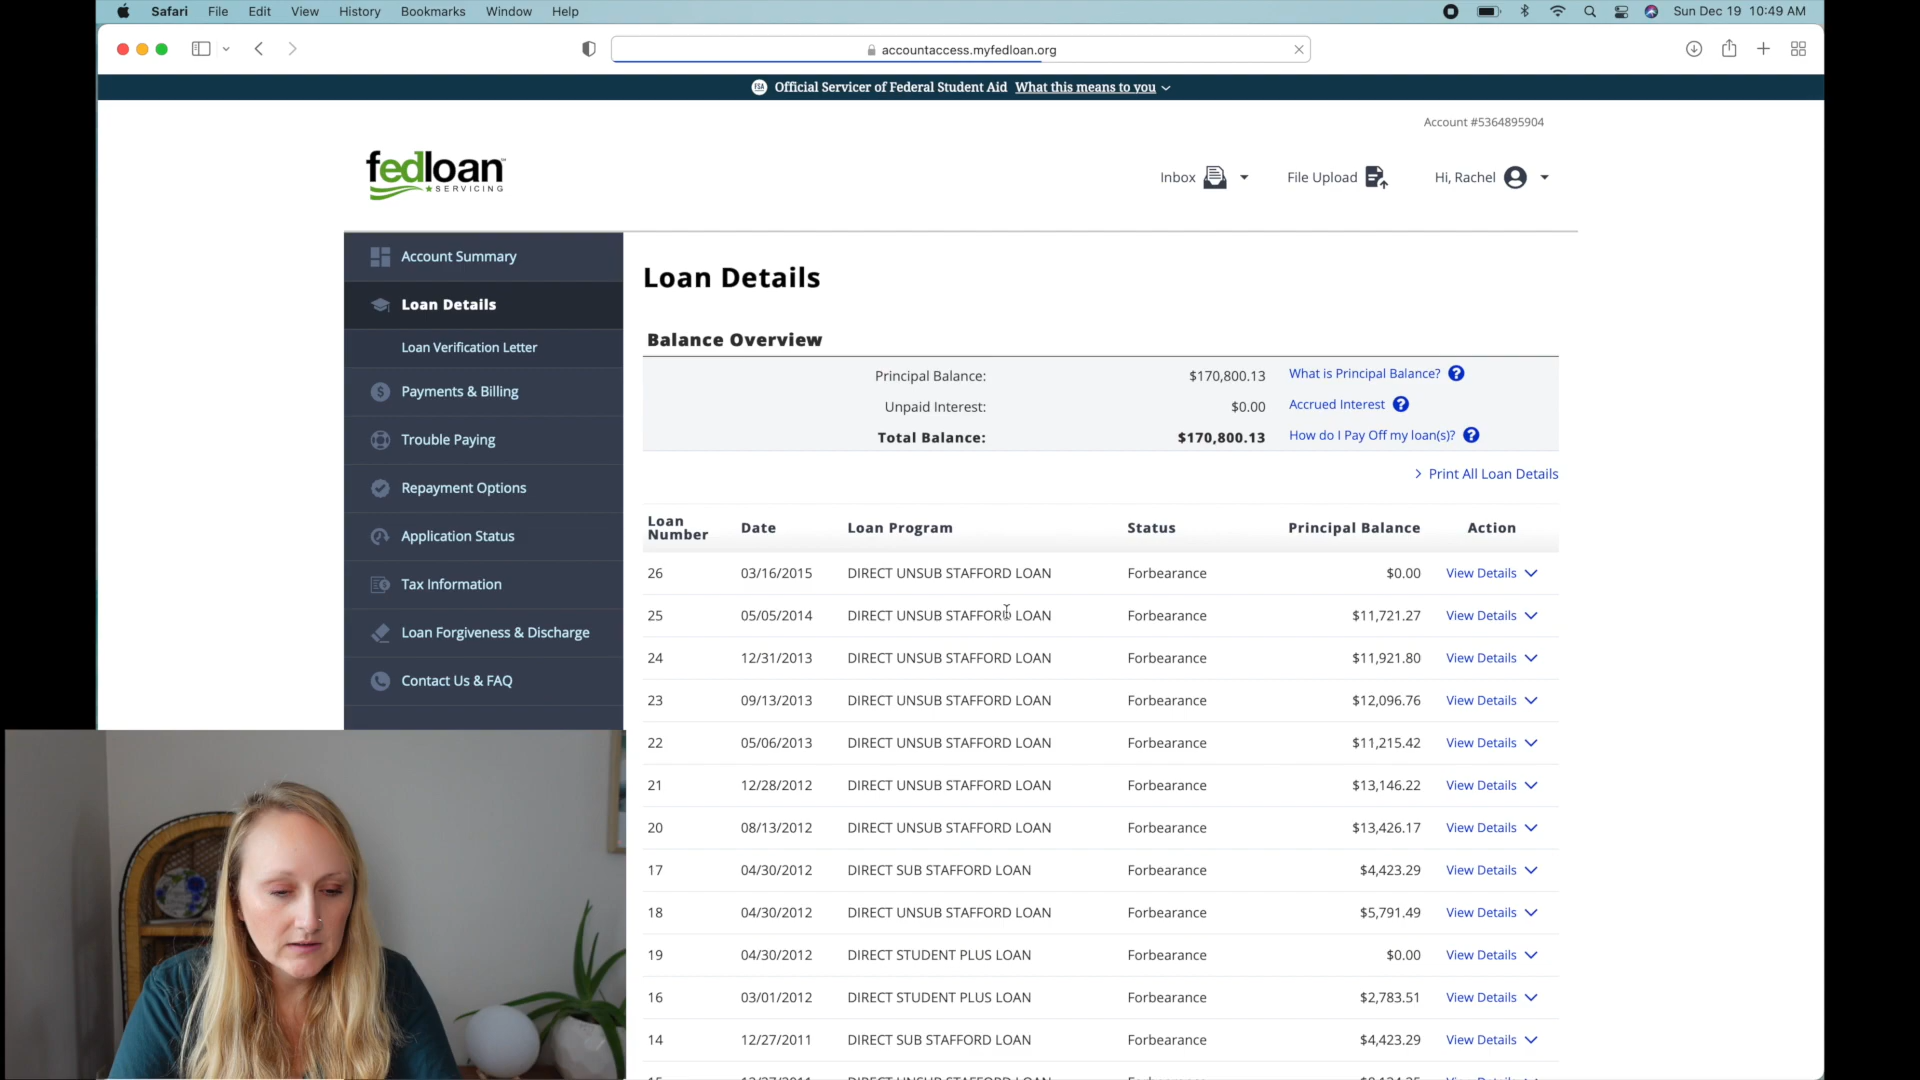 Safari File Edit View History Bookmarks Window Help Sun Dec 19 10:49 AM
accountaccess.myfedloan.org
FSA Official Servicer of Federal Student Aid What this means to you
Account #5364895904
fedloan
SERVICING
Inbox File Upload Hi, Rachel
Account Summary
Loan Details
Loan Verification Letter
Payments & Billing
Trouble Paying
Repayment Options
Application Status
Tax Information
Loan Forgiveness & Discharge
Contact Us & FAQ
Loan Details
Balance Overview
Principal Balance: $170,800.13 What is Principal Balance? ?
Unpaid Interest: $0.00 Accrued Interest ?
Total Balance: $170,800.13 How do I Pay Off my loan(s)? ?
Print All Loan Details
Loan Number Date Loan Program Status Principal Balance Action
26 03/16/2015 DIRECT UNSUB STAFFORD LOAN Forbearance $0.00 View Details
25 05/05/2014 DIRECT UNSUB STAFFORD LOAN Forbearance $11,721.27 View Details
24 12/31/2013 DIRECT UNSUB STAFFORD LOAN Forbearance $11,921.80 View Details
23 09/13/2013 DIRECT UNSUB STAFFORD LOAN Forbearance $12,096.76 View Details
22 05/06/2013 DIRECT UNSUB STAFFORD LOAN Forbearance $11,215.42 View Details
21 12/28/2012 DIRECT UNSUB STAFFORD LOAN Forbearance $13,146.22 View Details
20 08/13/2012 DIRECT UNSUB STAFFORD LOAN Forbearance $13,426.17 View Details
17 04/30/2012 DIRECT SUB STAFFORD LOAN Forbearance $4,423.29 View Details
18 04/30/2012 DIRECT UNSUB STAFFORD LOAN Forbearance $5,791.49 View Details
19 04/30/2012 DIRECT STUDENT PLUS LOAN Forbearance $0.00 View Details
16 03/01/2012 DIRECT STUDENT PLUS LOAN Forbearance $2,783.51 View Details
14 12/27/2011 DIRECT SUB STAFFORD LOAN Forbearance $4,423.29 View Details